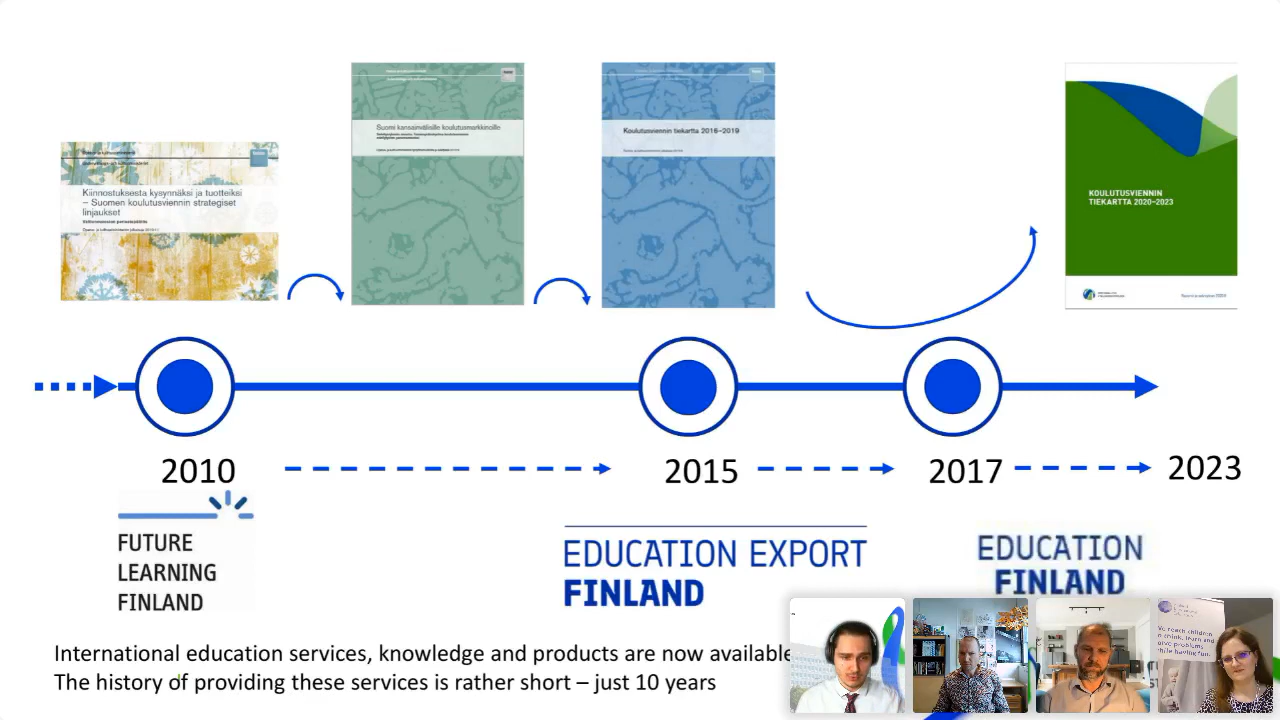 Kiinnostuksesta kysynnäksi ja tuotteiksi
– Suomen koulutusviennin strategiset
linjaukset
Suomi kansainvälisille koulutusmarkkinoille
Koulutusviennin tiekartta 2016–2019
KOULUTUSVIENNIN
TIEKARTTA 2020–2023
2010
2015
2017
2023
FUTURE
LEARNING
FINLAND
EDUCATION EXPORT
FINLAND
EDUCATION
FINLAND
International education services, knowledge and products are now available
The history of providing these services is rather short – just 10 years